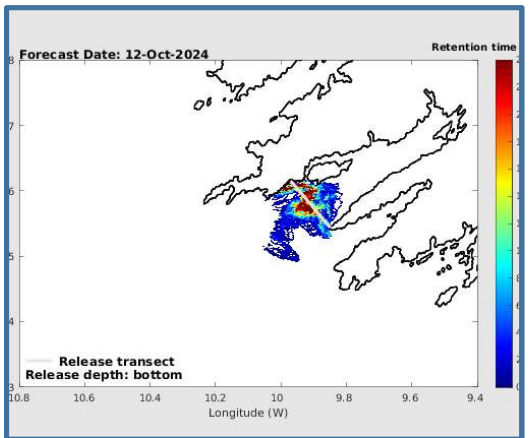 Forecast Date: 12-Oct-2024
Retention time
8
7
6
5
4
3
Release transect
Release depth: bottom
10.8
10.6
10.4
10.2
10
9.8
9.6
9.4
Longitude (W)